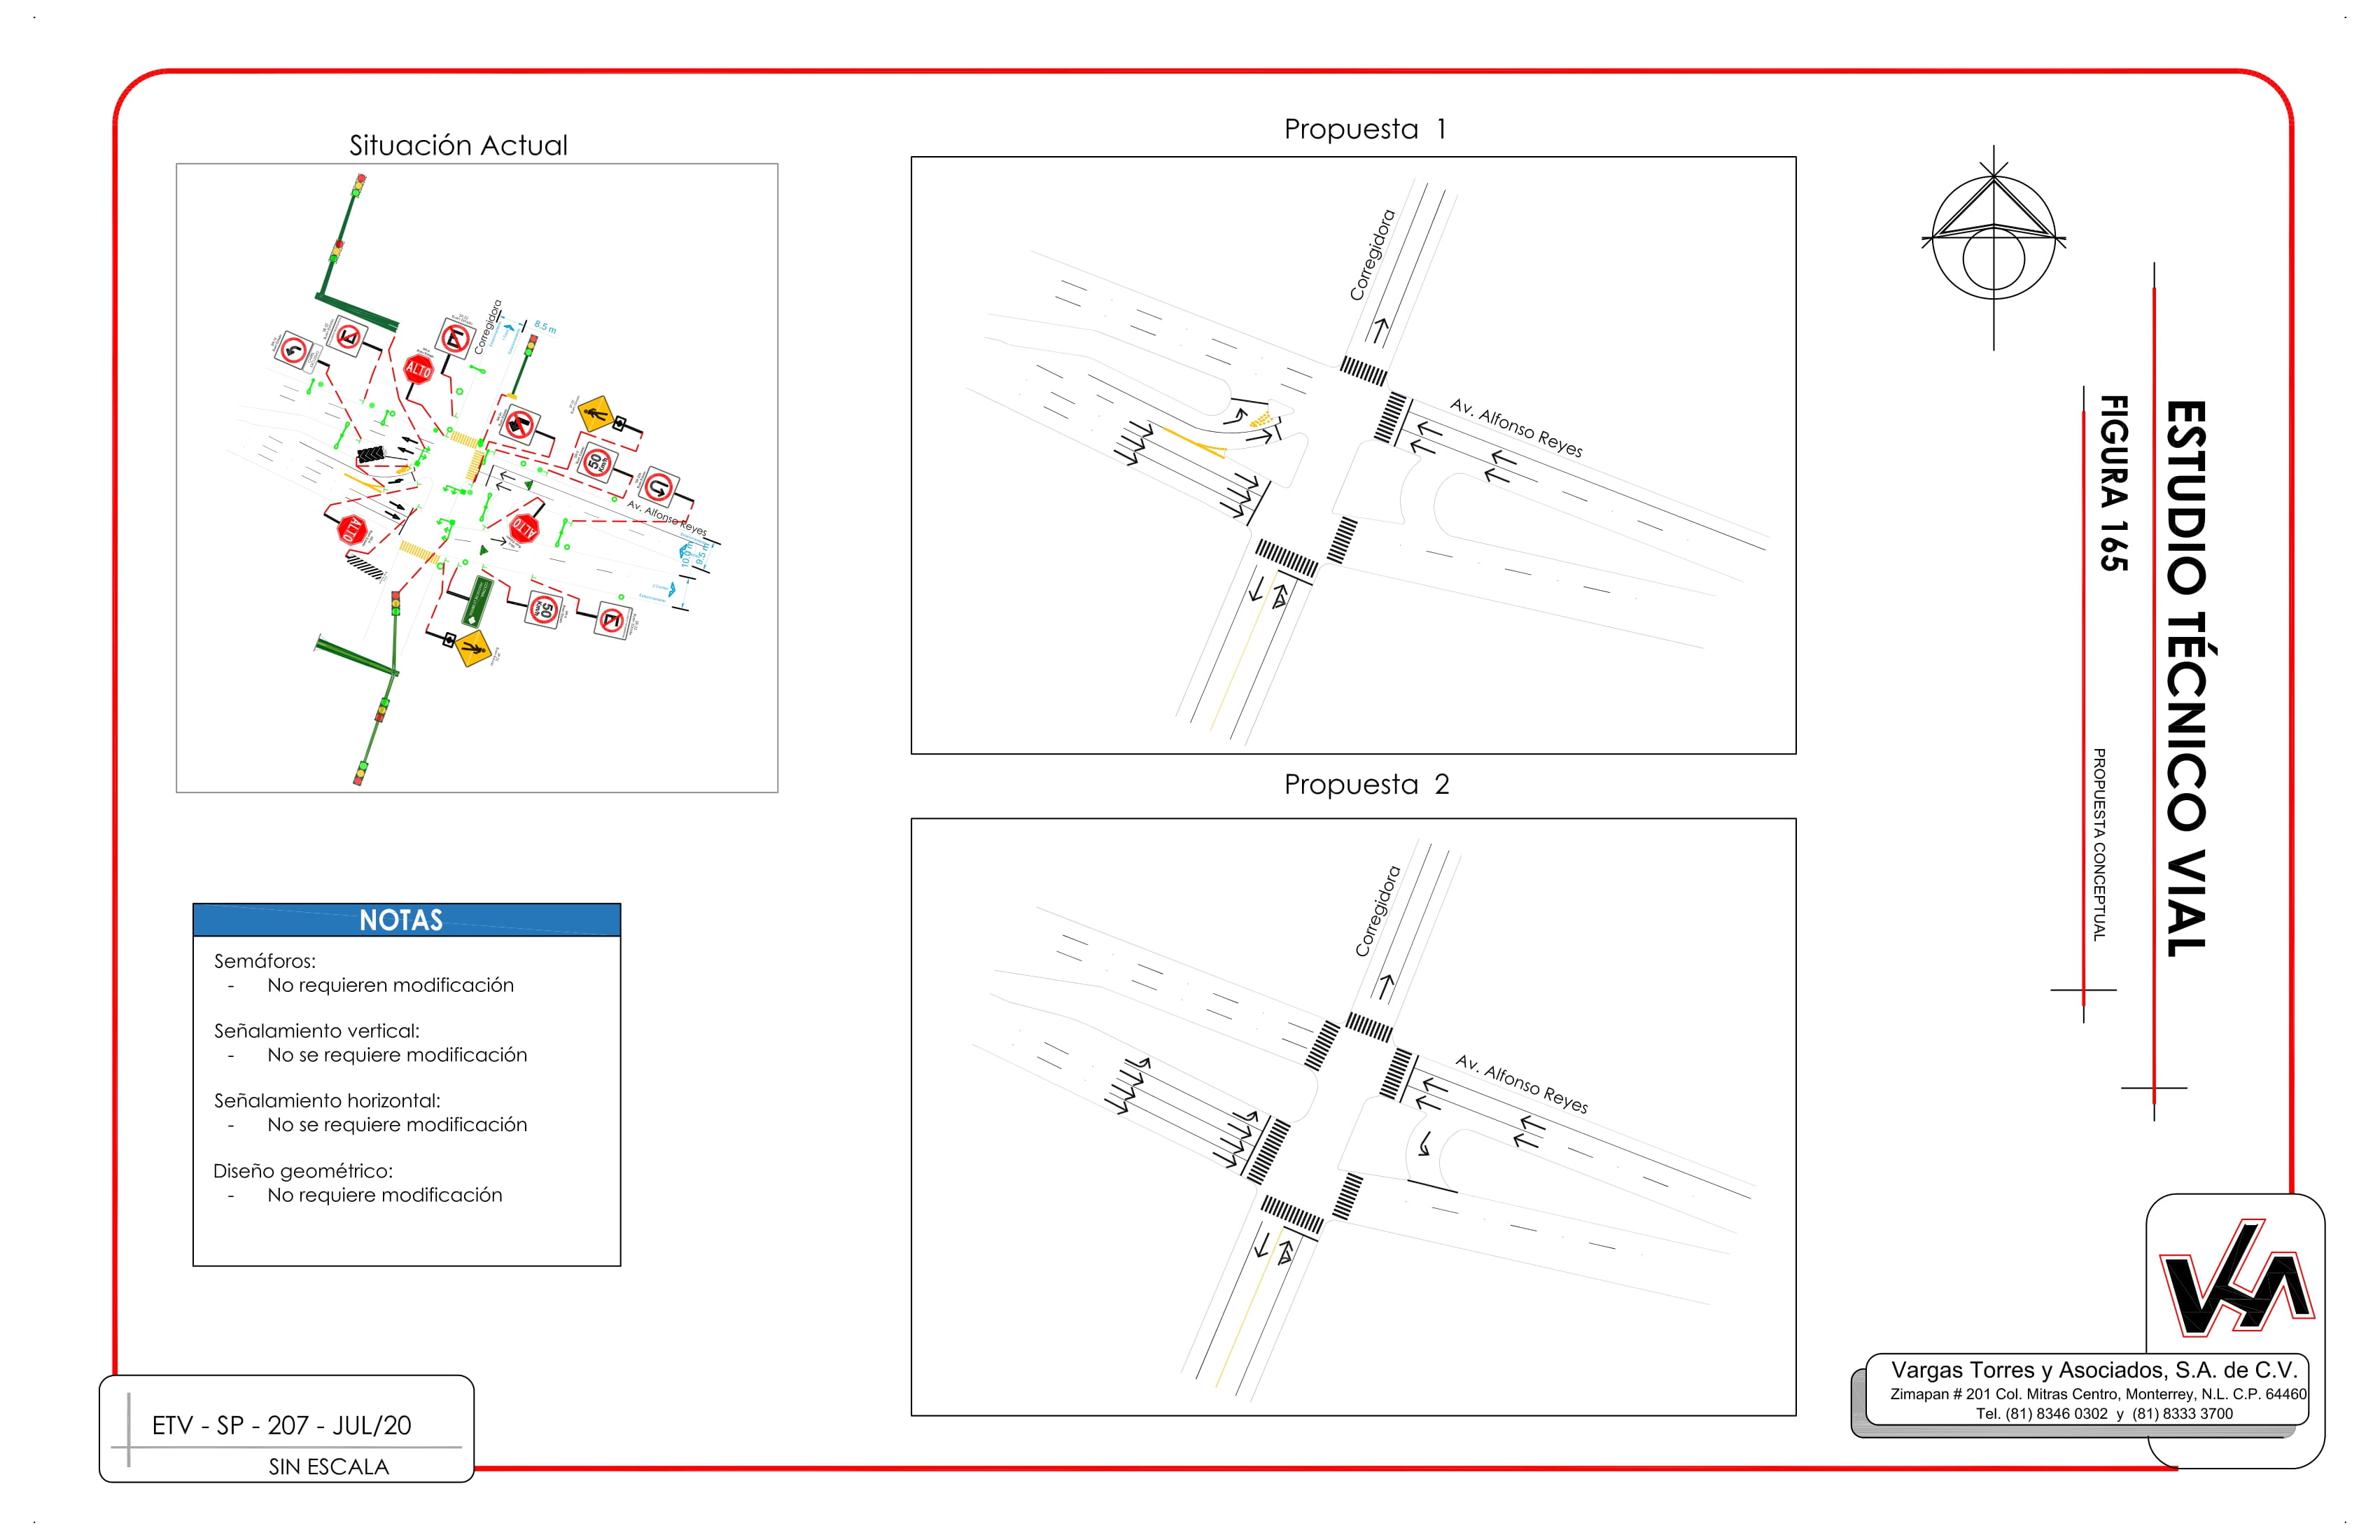 Situación Actual
Corregidora
8.5 m
ALTO
50
Km/h
Av. Alfonso Reyes
10.0 m
9.5 m
ALTO
ALTO
50
Km/h
Propuesta 1
Corregidora
Av. Alfonso Reyes
Propuesta 2
Corregidora
Av. Alfonso Reyes
NOTAS
Semáforos:
- No requieren modificación
Señalamiento vertical:
- No se requiere modificación
Señalamiento horizontal:
- No se requiere modificación
Diseño geométrico:
- No requiere modificación
ESTUDIO TÉCNICO VIAL
FIGURA 165
PROPUESTA CONCEPTUAL
ETV - SP - 207 - JUL/20
SIN ESCALA
Vargas Torres y Asociados, S.A. de C.V.
Zimapan # 201 Col. Mitras Centro, Monterrey, N.L. C.P. 64460
Tel. (81) 8346 0302 y (81) 8333 3700